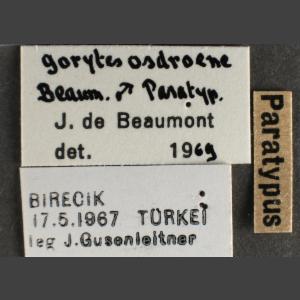 gorytes osdroene
Beaum. ♂ Paratyp.
J. de Beaumont
det. 1969
BIRECIK
17.5.1967 TÜRKEI
leg J.Gusenleitner
Paratypus